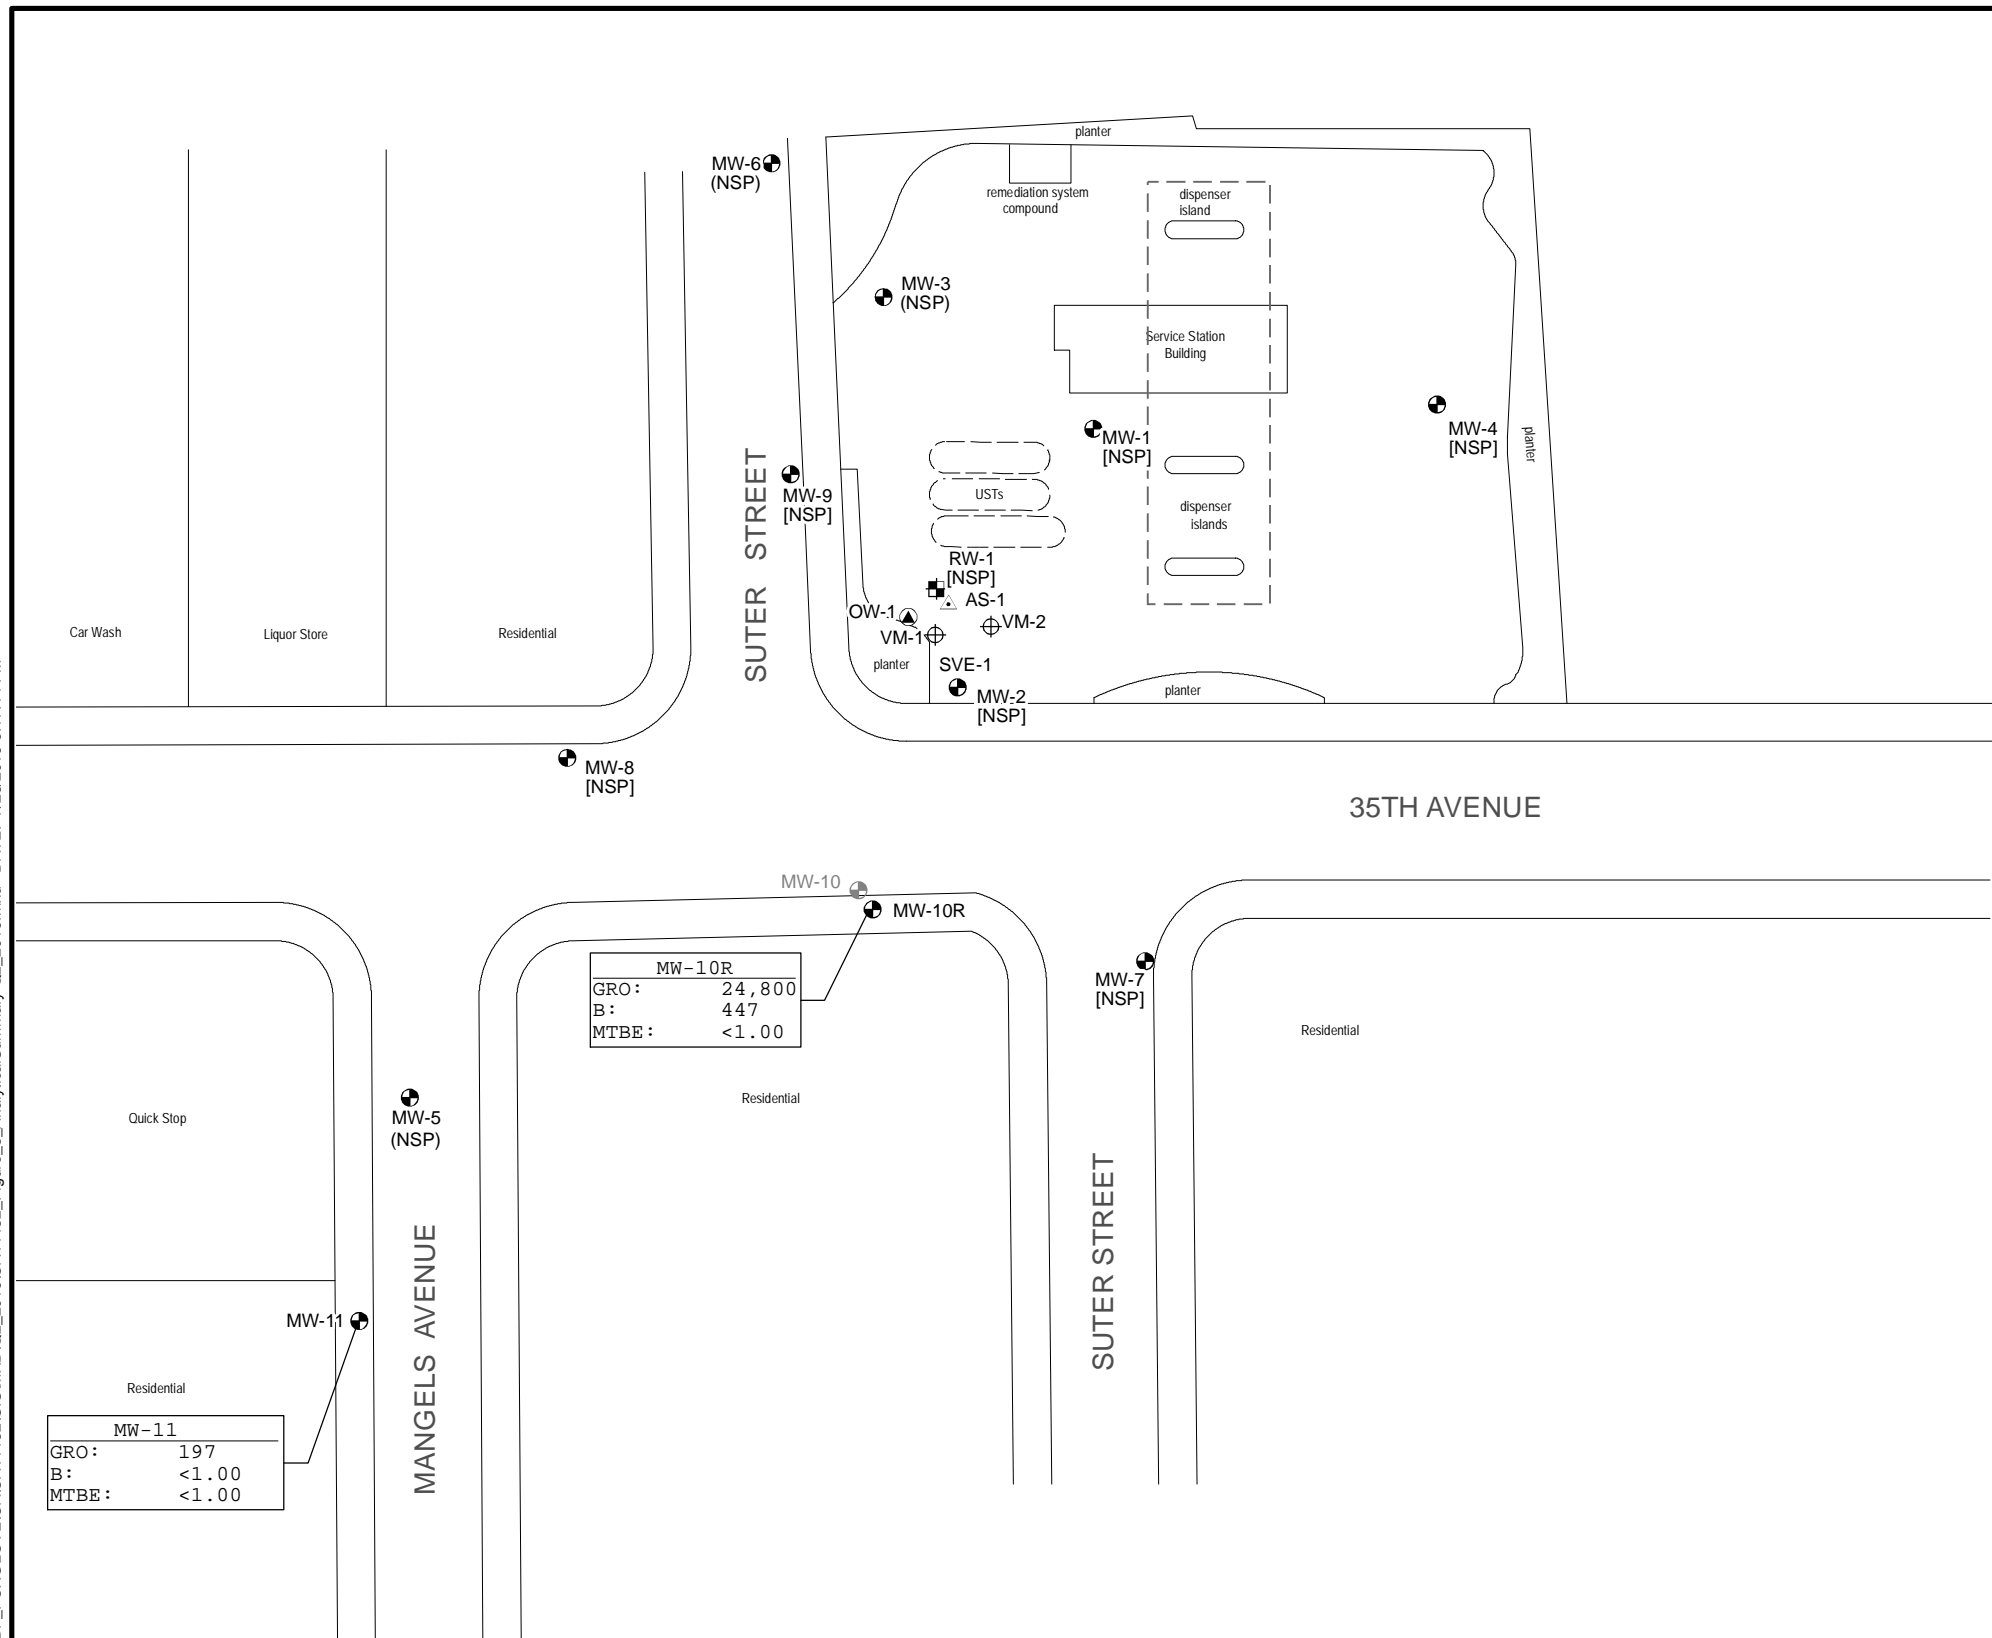 planter
MW-6
(NSP)
remediation system
compound
dispenser
island
MW-3
(NSP)
Service Station
Building
MW-1
[NSP]
MW-4
[NSP]
planter
SUTER STREET
MW-9
[NSP]
USTs
dispenser
islands
RW-1
[NSP]
AS-1
OW-1
VM-1
VM-2
Car Wash
Liquor Store
Residential
planter
SVE-1
MW-2
[NSP]
planter
MW-8
[NSP]
35TH AVENUE
MW-10
MW-10R
MW-10R
GRO: 24,800
B: 447
MTBE: <1.00
MW-7
[NSP]
Residential
Residential
Quick Stop
MW-5
(NSP)
SUTER STREET
MANGELS AVENUE
MW-11
Residential
MW-11
GRO: 197
B: <1.00
MTBE: <1.00